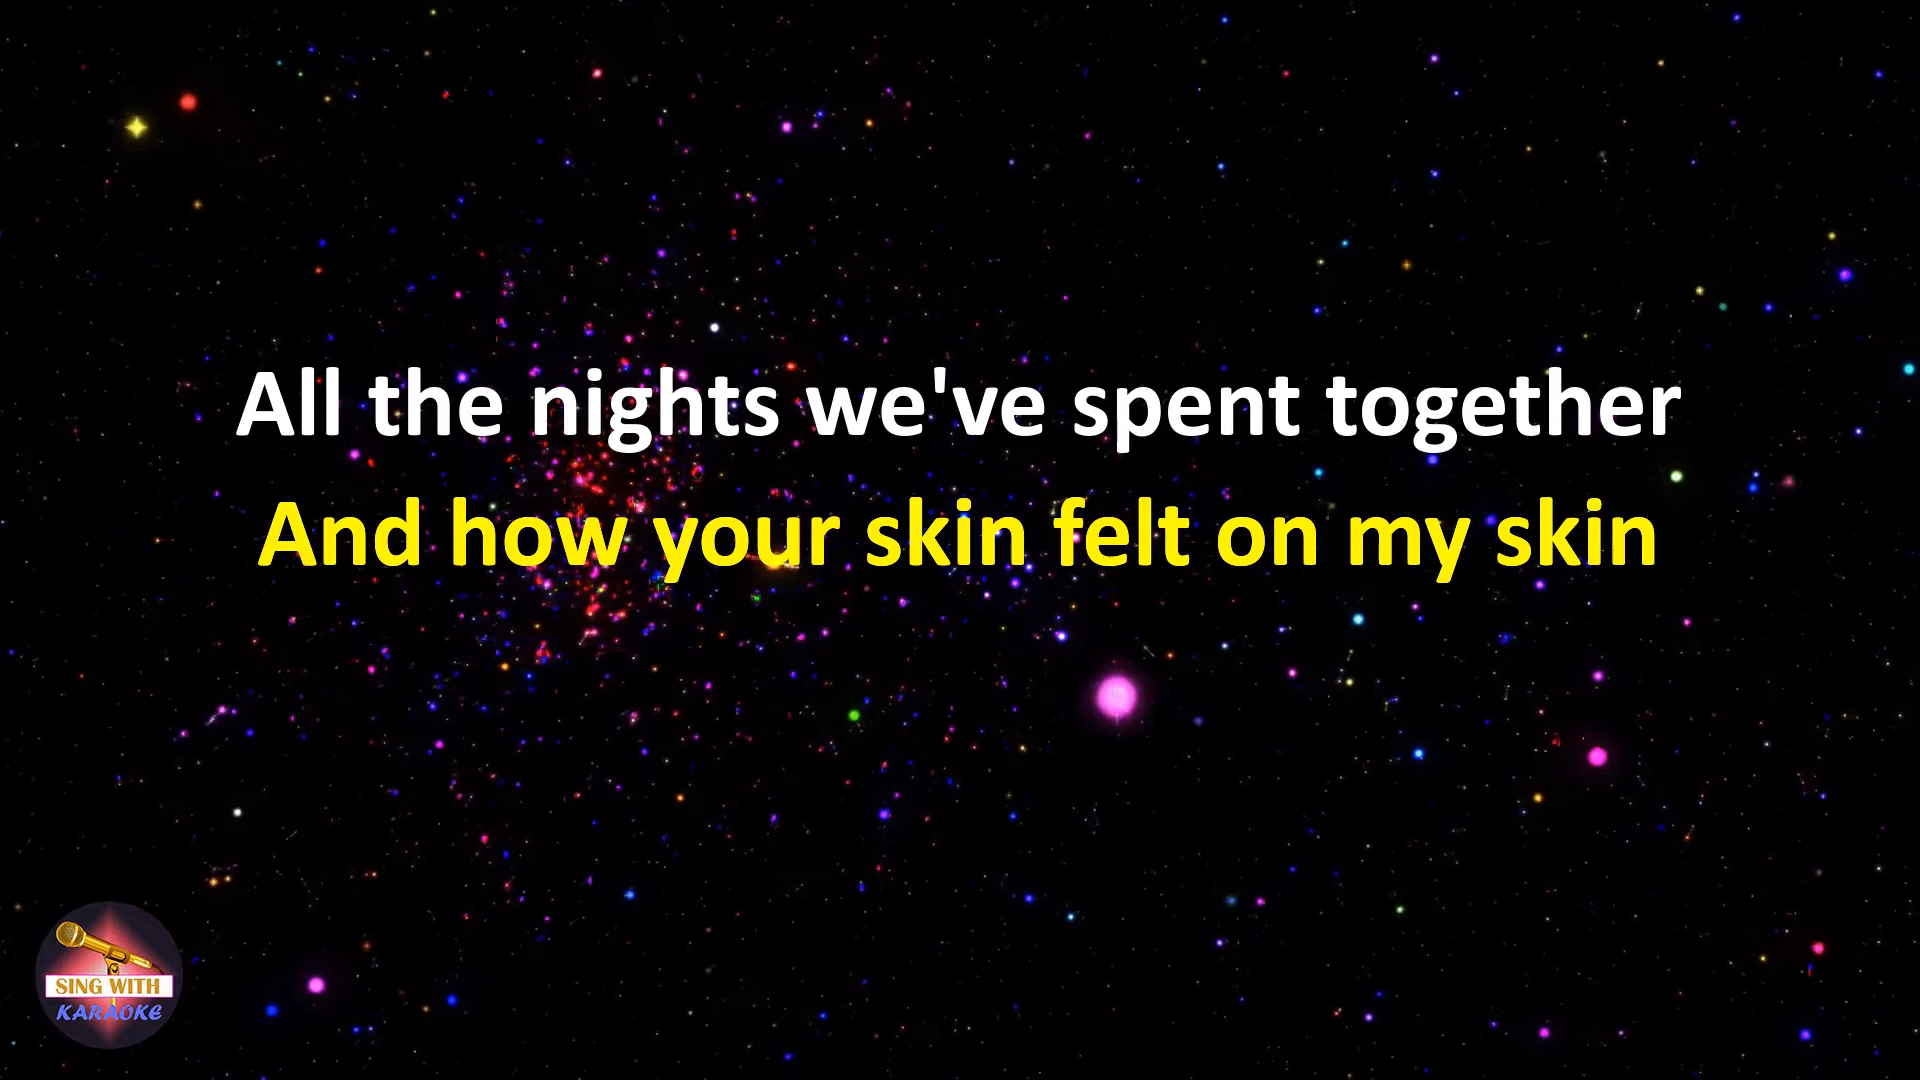 All the nights we've spent together
And how your skin felt on my skin
SING WITH
KARAOKE